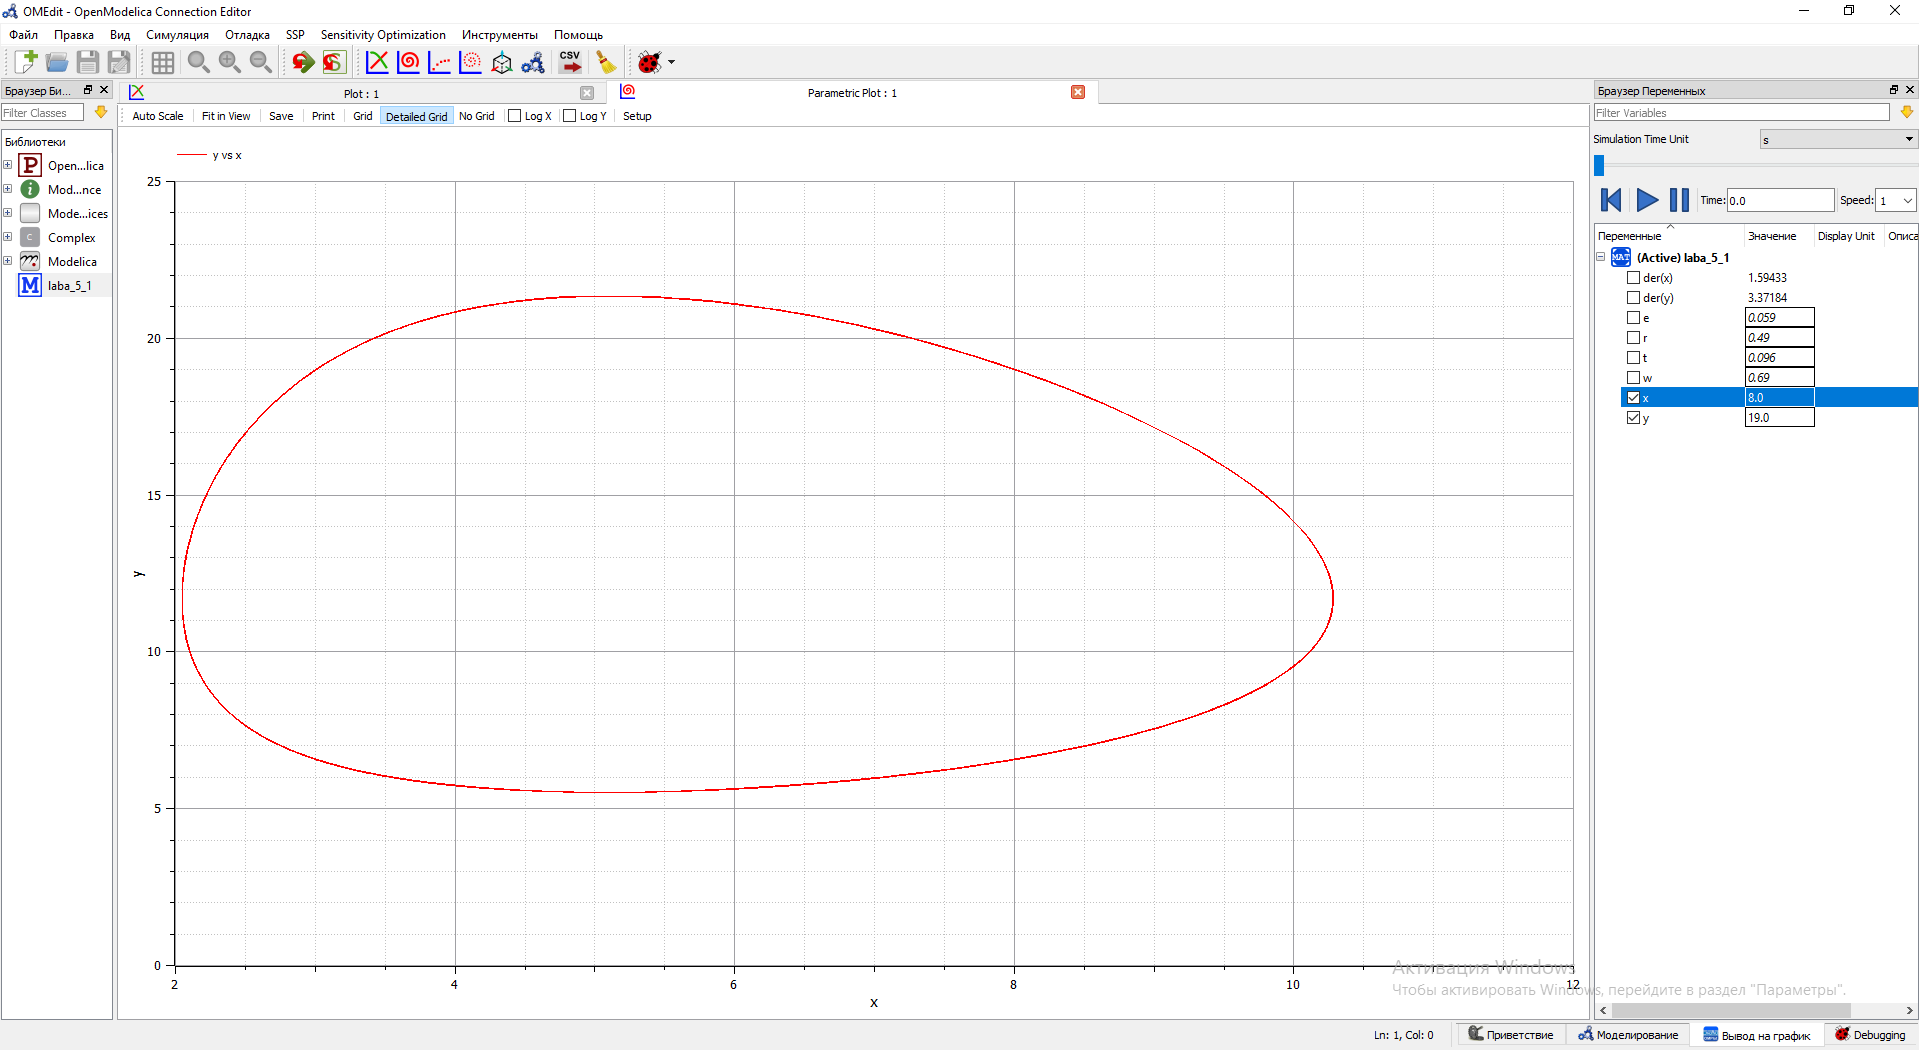 OMEdit - OpenModelica Connection Editor
Файл Правка Вид Симуляция Отладка SSP Sensitivity Optimization Инструменты Помощь
CSV
Браузер Би...
Filter Classes
Библиотеки
P Open...lica
i Mod...nce
Mode...ices
C Complex
Modelica
M laba_5_1
Plot : 1
Parametric Plot : 1
Auto Scale Fit in View Save Print Grid Detailed Grid No Grid Log X Log Y Setup
y vs x
25
20
15
10
5
0
y
2 4 6 8 10 12
x
Браузер Переменных
Filter Variables
Simulation Time Unit s
Time: 0.0 Speed: 1
Переменные Значение Display Unit Описа
MAT (Active) laba_5_1
der(x) 1.59433
der(y) 3.37184
e 0.059
r 0.49
t 0.096
w 0.69
x 8.0
y 19.0
Активация Windows
Чтобы активировать Windows, перейдите в раздел "Параметры".
Ln: 1, Col: 0 Приветствие Моделирование Вывод на график Debugging